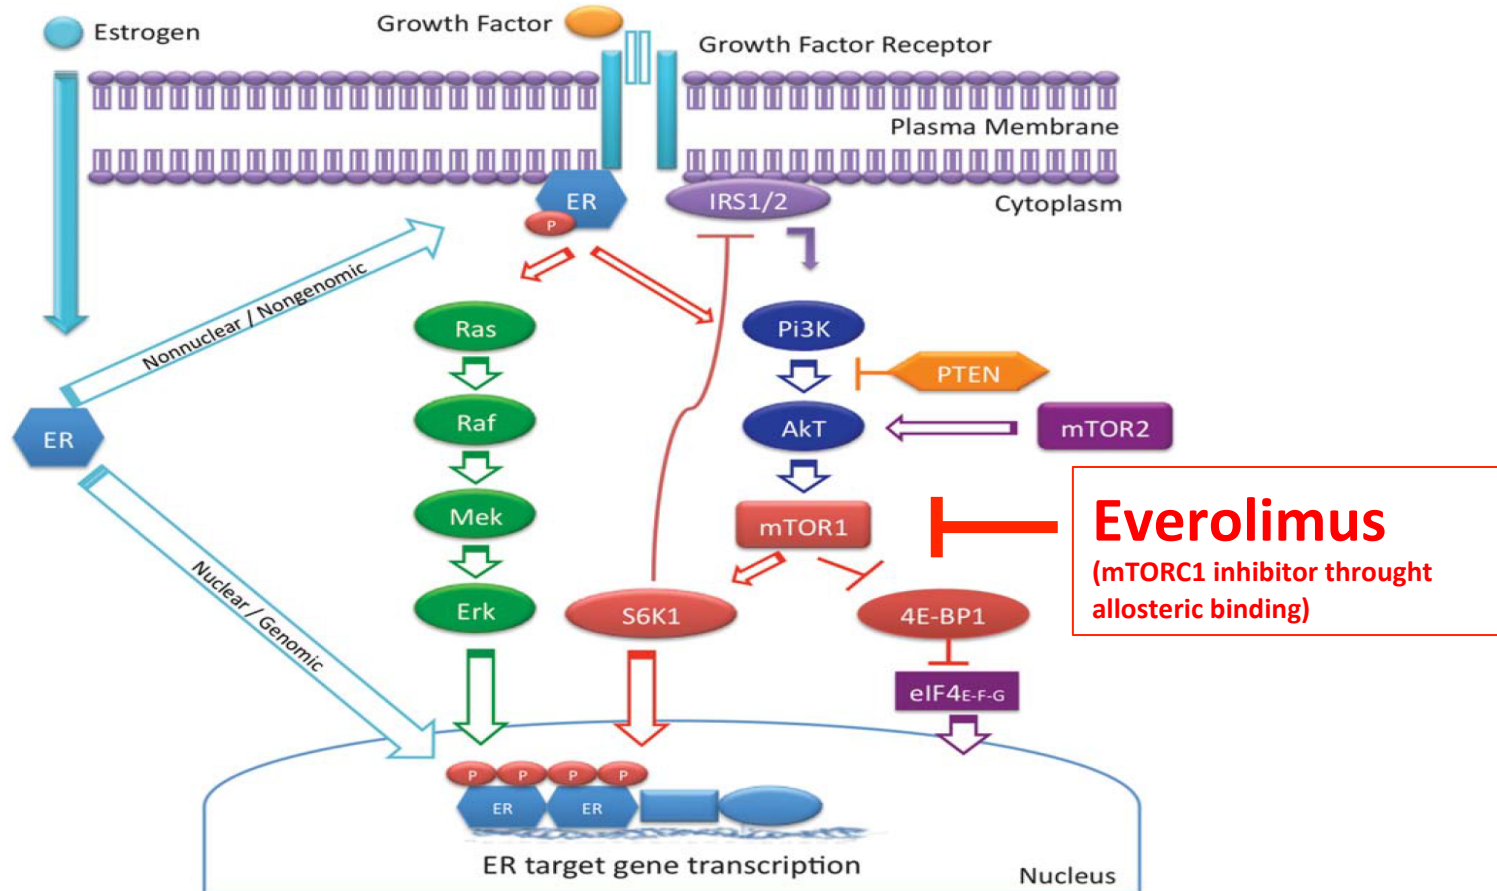 Estrogen
Growth Factor
Growth Factor Receptor
Plasma Membrane
Cytoplasm
ER
P
IRS1/2
Nonnuclear / Nongenomic
Ras
Pi3K
PTEN
ER
Raf
AkT
mTOR2
Mek
mTOR1
Everolimus
(mTORC1 inhibitor throught
allosteric binding)
Nuclear / Genomic
Erk
S6K1
4E-BP1
eIF4E-F-G
P P P P
ER ER
ER target gene transcription
Nucleus